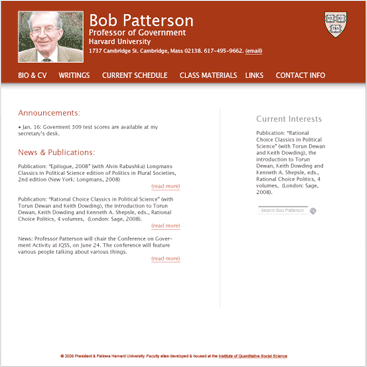 Bob Patterson
Professor of Government
Harvard University
1737 Cambridge St. Cambridge, Mass 02138. 617-495-9662. (email)
BIO & CV WRITINGS CURRENT SCHEDULE CLASS MATERIALS LINKS CONTACT INFO
Announcements:
• Jan. 16: Goverment 309 test scores are available at my
secretary's desk.
News & Publications:
Publication: "Epilogue, 2008" (with Alvin Rabushka) Longmans
Classics in Political Science edition of Politics in Plural Societies,
2nd edition (New York: Longmans, 2008)
(read more)
Publication: "Rational Choice Classics in Political Science" (with
Torun Dewan and Keith Dowding), the introduction to Torun
Dewan, Keith Dowding and Kenneth A. Shepsle, eds., Rational
Choice Politics, 4 volumes, (London: Sage, 2008).
(read more)
News: Professor Patterson will chair the Conference on Gover-
ment Activity at IQSS, on June 24. The conference will feature
various people talking about various things.
(read more)
Current Interests
Publication: "Rational
Choice Classics in Political
Science" (with Torun Dewan
and Keith Dowding), the
introduction to Torun
Dewan, Keith Dowding and
Kenneth A. Shepsle, eds.,
Rational Choice Politics, 4
volumes, (London: Sage,
2008).
Search Bob Patterson
© 2008 President & Fellows Harvard University. Faculty sites developed & housed at the Institute of Quantitative Social Science